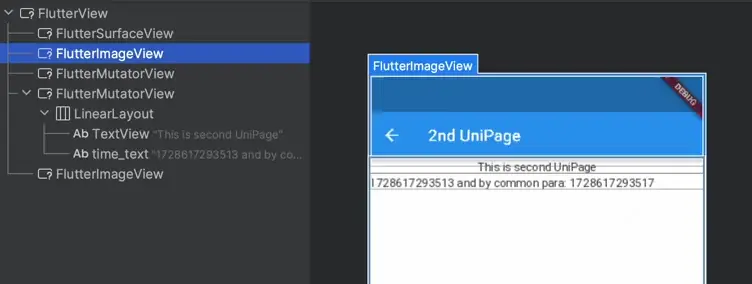 FlutterView
FlutterSurfaceView
FlutterImageView
FlutterMutatorView
FlutterMutatorView
LinearLayout
Ab TextView "This is second UniPage"
Ab time_text "1728617293513 and by co...
FlutterImageView
FlutterImageView
DEBUG
2nd UniPage
This is second UniPage
1728617293513 and by common para: 1728617293517